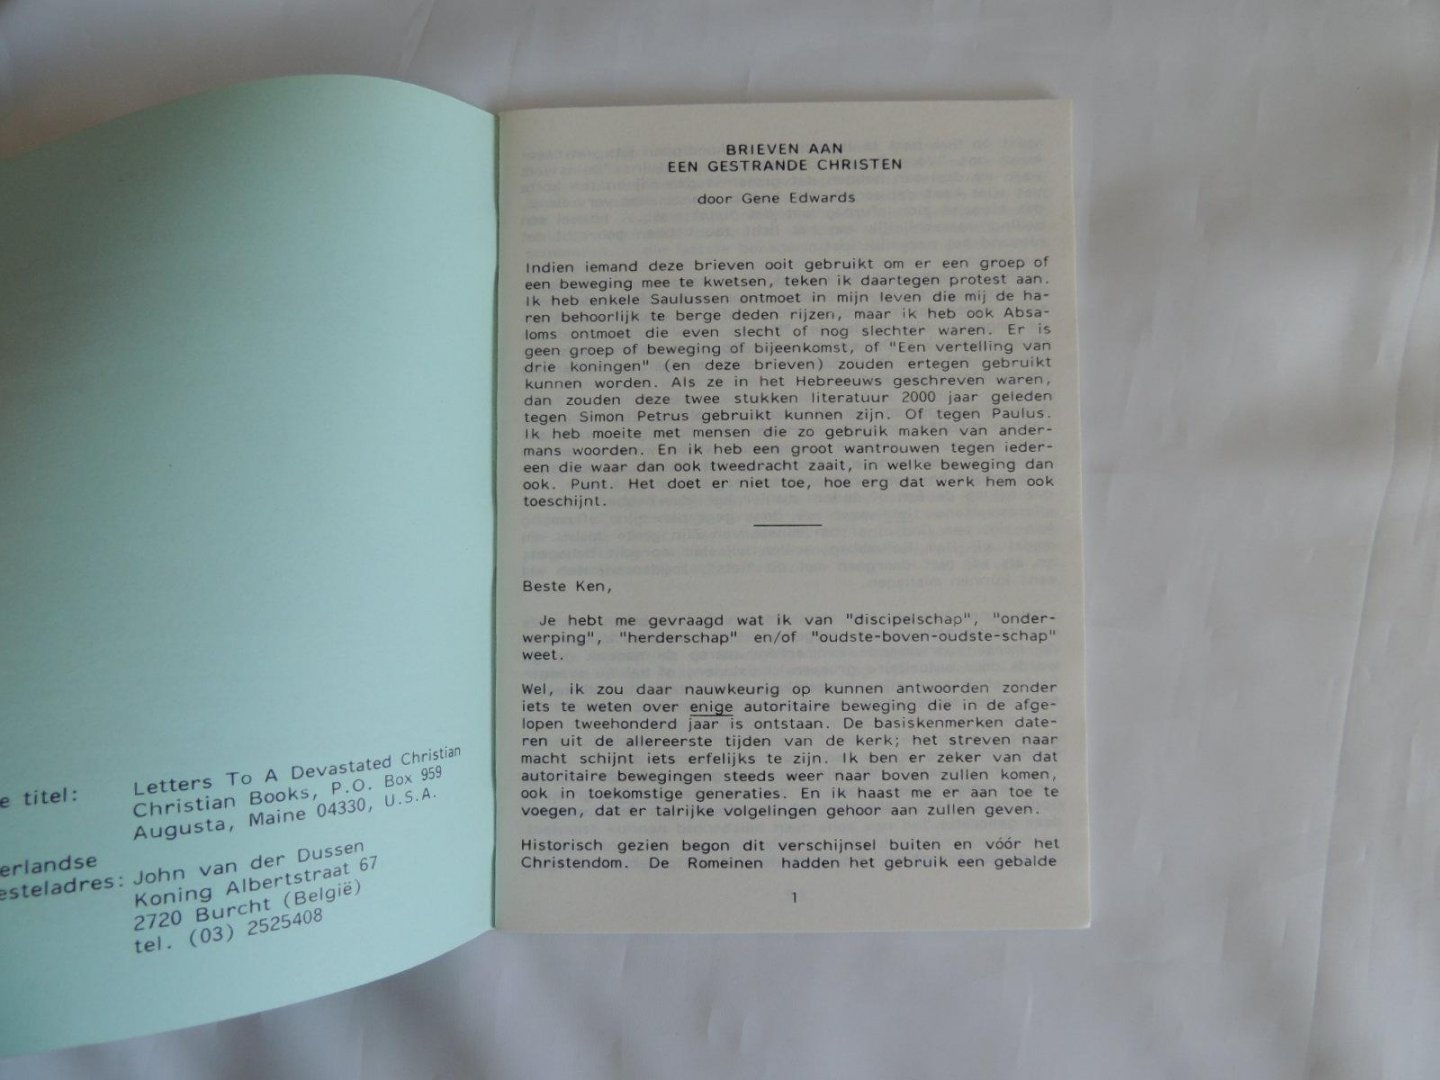 e titel:
Letters To A Devastated Christian
Christian Books, P.O. Box 959
Augusta, Maine 04330, U.S.A.
erlandse
esteladres:
John van der Dussen
Koning Albertstraat 67
2720 Burcht (België)
tel. (03) 2525408
BRIEVEN AAN
EEN GESTRANDE CHRISTEN
door Gene Edwards
Indien iemand deze brieven ooit gebruikt om er een groep of
een beweging mee te kwetsen, teken ik daartegen protest aan.
Ik heb enkele Saulussen ontmoet in mijn leven die mij de ha-
ren behoorlijk te berge deden rijzen, maar ik heb ook Absa-
loms ontmoet die even slecht of nog slechter waren. Er is
geen groep of beweging of bijeenkomst, of "Een vertelling van
drie koningen" (en deze brieven) zouden ertegen gebruikt
kunnen worden. Als ze in het Hebreeuws geschreven waren,
dan zouden deze twee stukken literatuur 2000 jaar geleden
tegen Simon Petrus gebruikt kunnen zijn. Of tegen Paulus.
Ik heb moeite met mensen die zo gebruik maken van ander-
mans woorden. En ik heb een groot wantrouwen tegen ieder-
een die waar dan ook tweedracht zaait, in welke beweging dan
ook. Punt. Het doet er niet toe, hoe erg dat werk hem ook
toeschijnt.
Beste Ken,
Je hebt me gevraagd wat ik van "discipelschap", "onder-
werping", "herderschap" en/of "oudste-boven-oudste-schap"
weet.
Wel, ik zou daar nauwkeurig op kunnen antwoorden zonder
iets te weten over enige autoritaire beweging die in de afge-
lopen tweehonderd jaar is ontstaan. De basiskenmerken date-
ren uit de allereerste tijden van de kerk; het streven naar
macht schijnt iets erfelijks te zijn. Ik ben er zeker van dat
autoritaire bewegingen steeds weer naar boven zullen komen,
ook in toekomstige generaties. En ik haast me er aan toe te
voegen, dat er talrijke volgelingen gehoor aan zullen geven.
Historisch gezien begon dit verschijnsel buiten en vóór het
Christendom. De Romeinen hadden het gebruik een gebalde
1